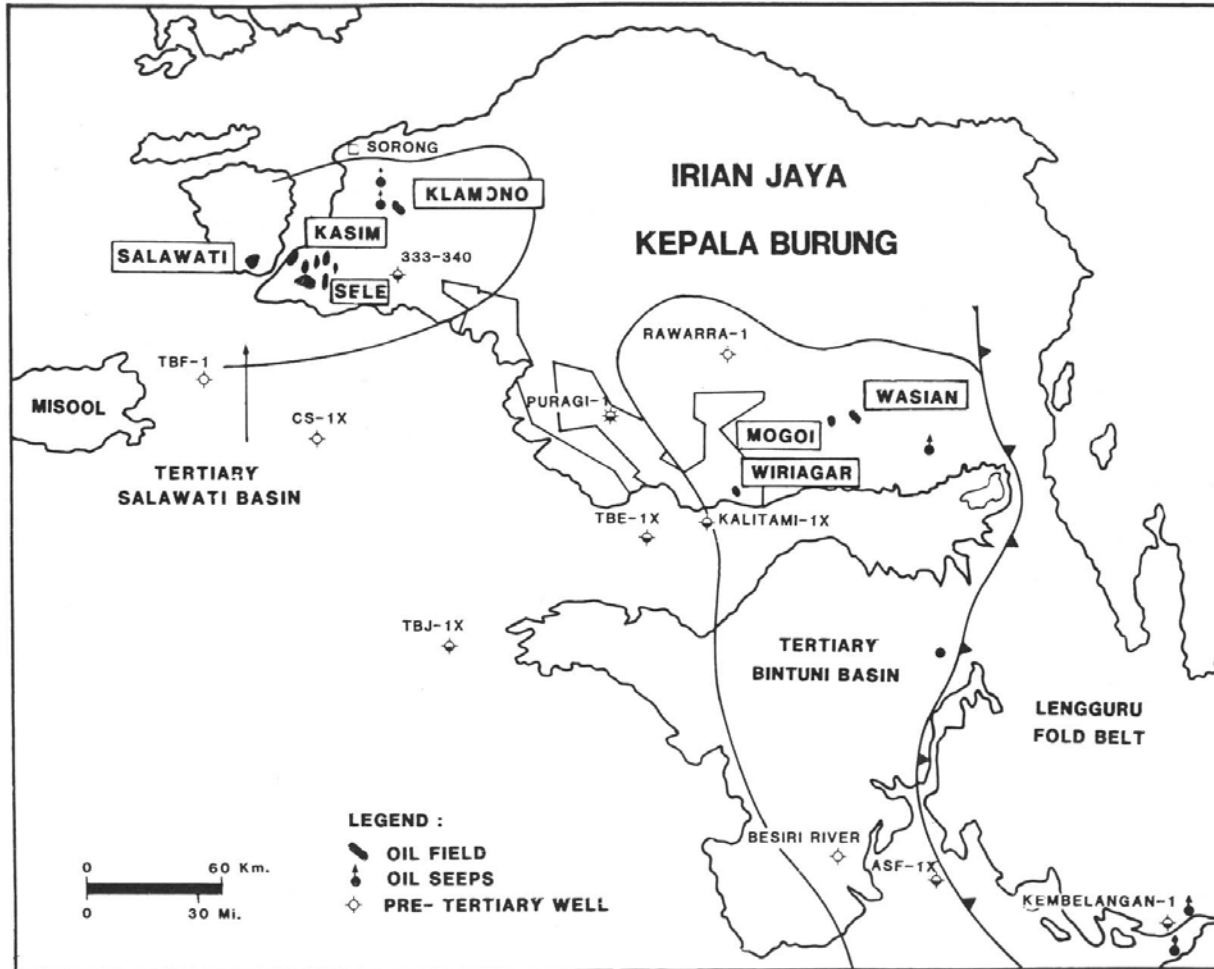 SORONG
IRIAN JAYA
KEPALA BURUNG
KLAMONO
KASIM
SALAWATI
333-340
SELE
RAWARRA-1
TBF-1
MISOOL
PURAGI-1
WASIAN
CS-1X
MOGOI
TERTIARY
SALAWATI BASIN
WIRIAGAR
TBE-1X
KALITAMI-1X
TBJ-1X
TERTIARY
BINTUNI BASIN
LENGGURU
FOLD BELT
LEGEND :
OIL FIELD
OIL SEEPS
PRE- TERTIARY WELL
0 60 Km.
0 30 Mi.
BESIRI RIVER
ASF-1X
KEMBELANGAN-1